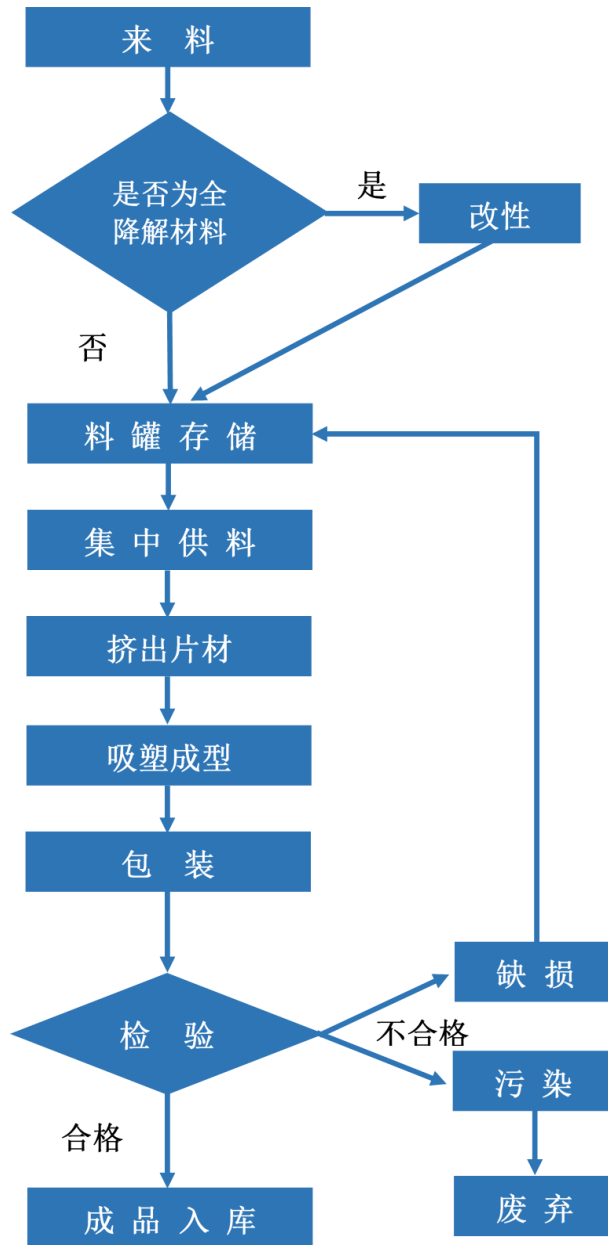 来 料
是否为全
降解材料
是
改性
否
料 罐 存 储
集 中 供 料
挤出片材
吸塑成型
包 装
缺 损
检 验
不合格
污 染
合格
成 品 入 库
废 弃